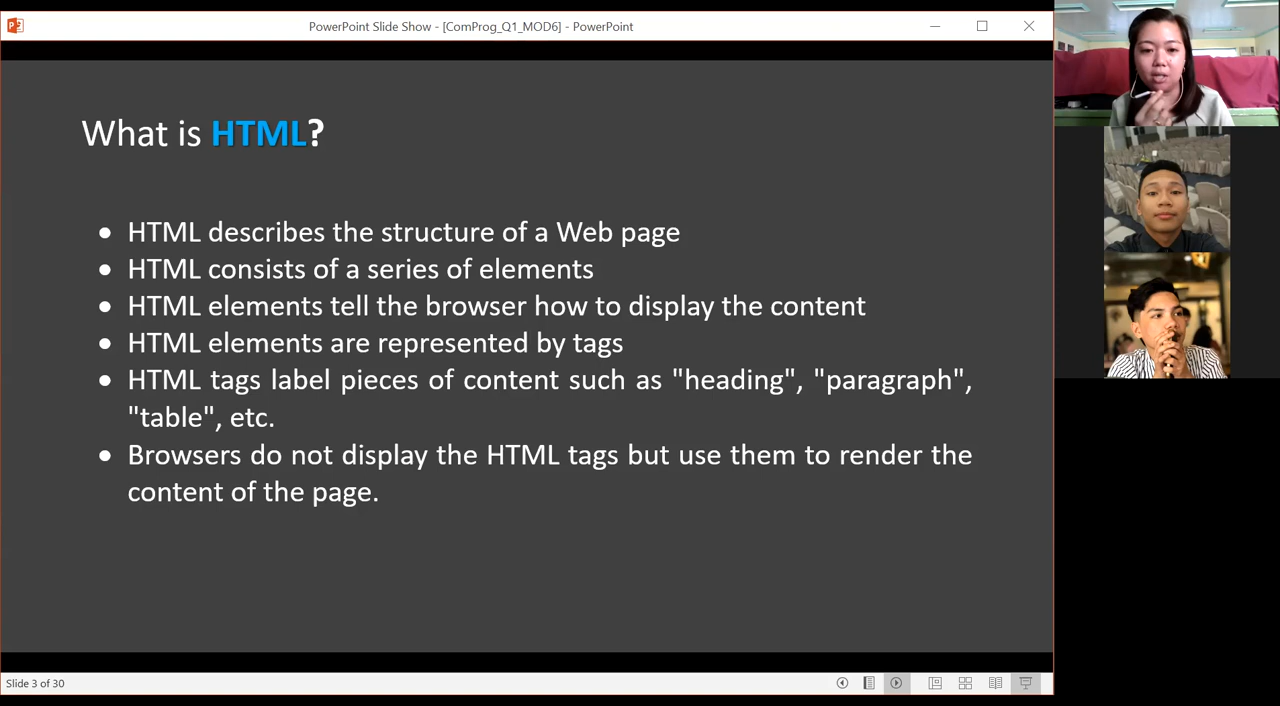 PowerPoint Slide Show - [ComProg_Q1_MOD6] - PowerPoint
What is HTML?
• HTML describes the structure of a Web page
• HTML consists of a series of elements
• HTML elements tell the browser how to display the content
• HTML elements are represented by tags
• HTML tags label pieces of content such as "heading", "paragraph",
"table", etc.
• Browsers do not display the HTML tags but use them to render the
content of the page.
Slide 3 of 30